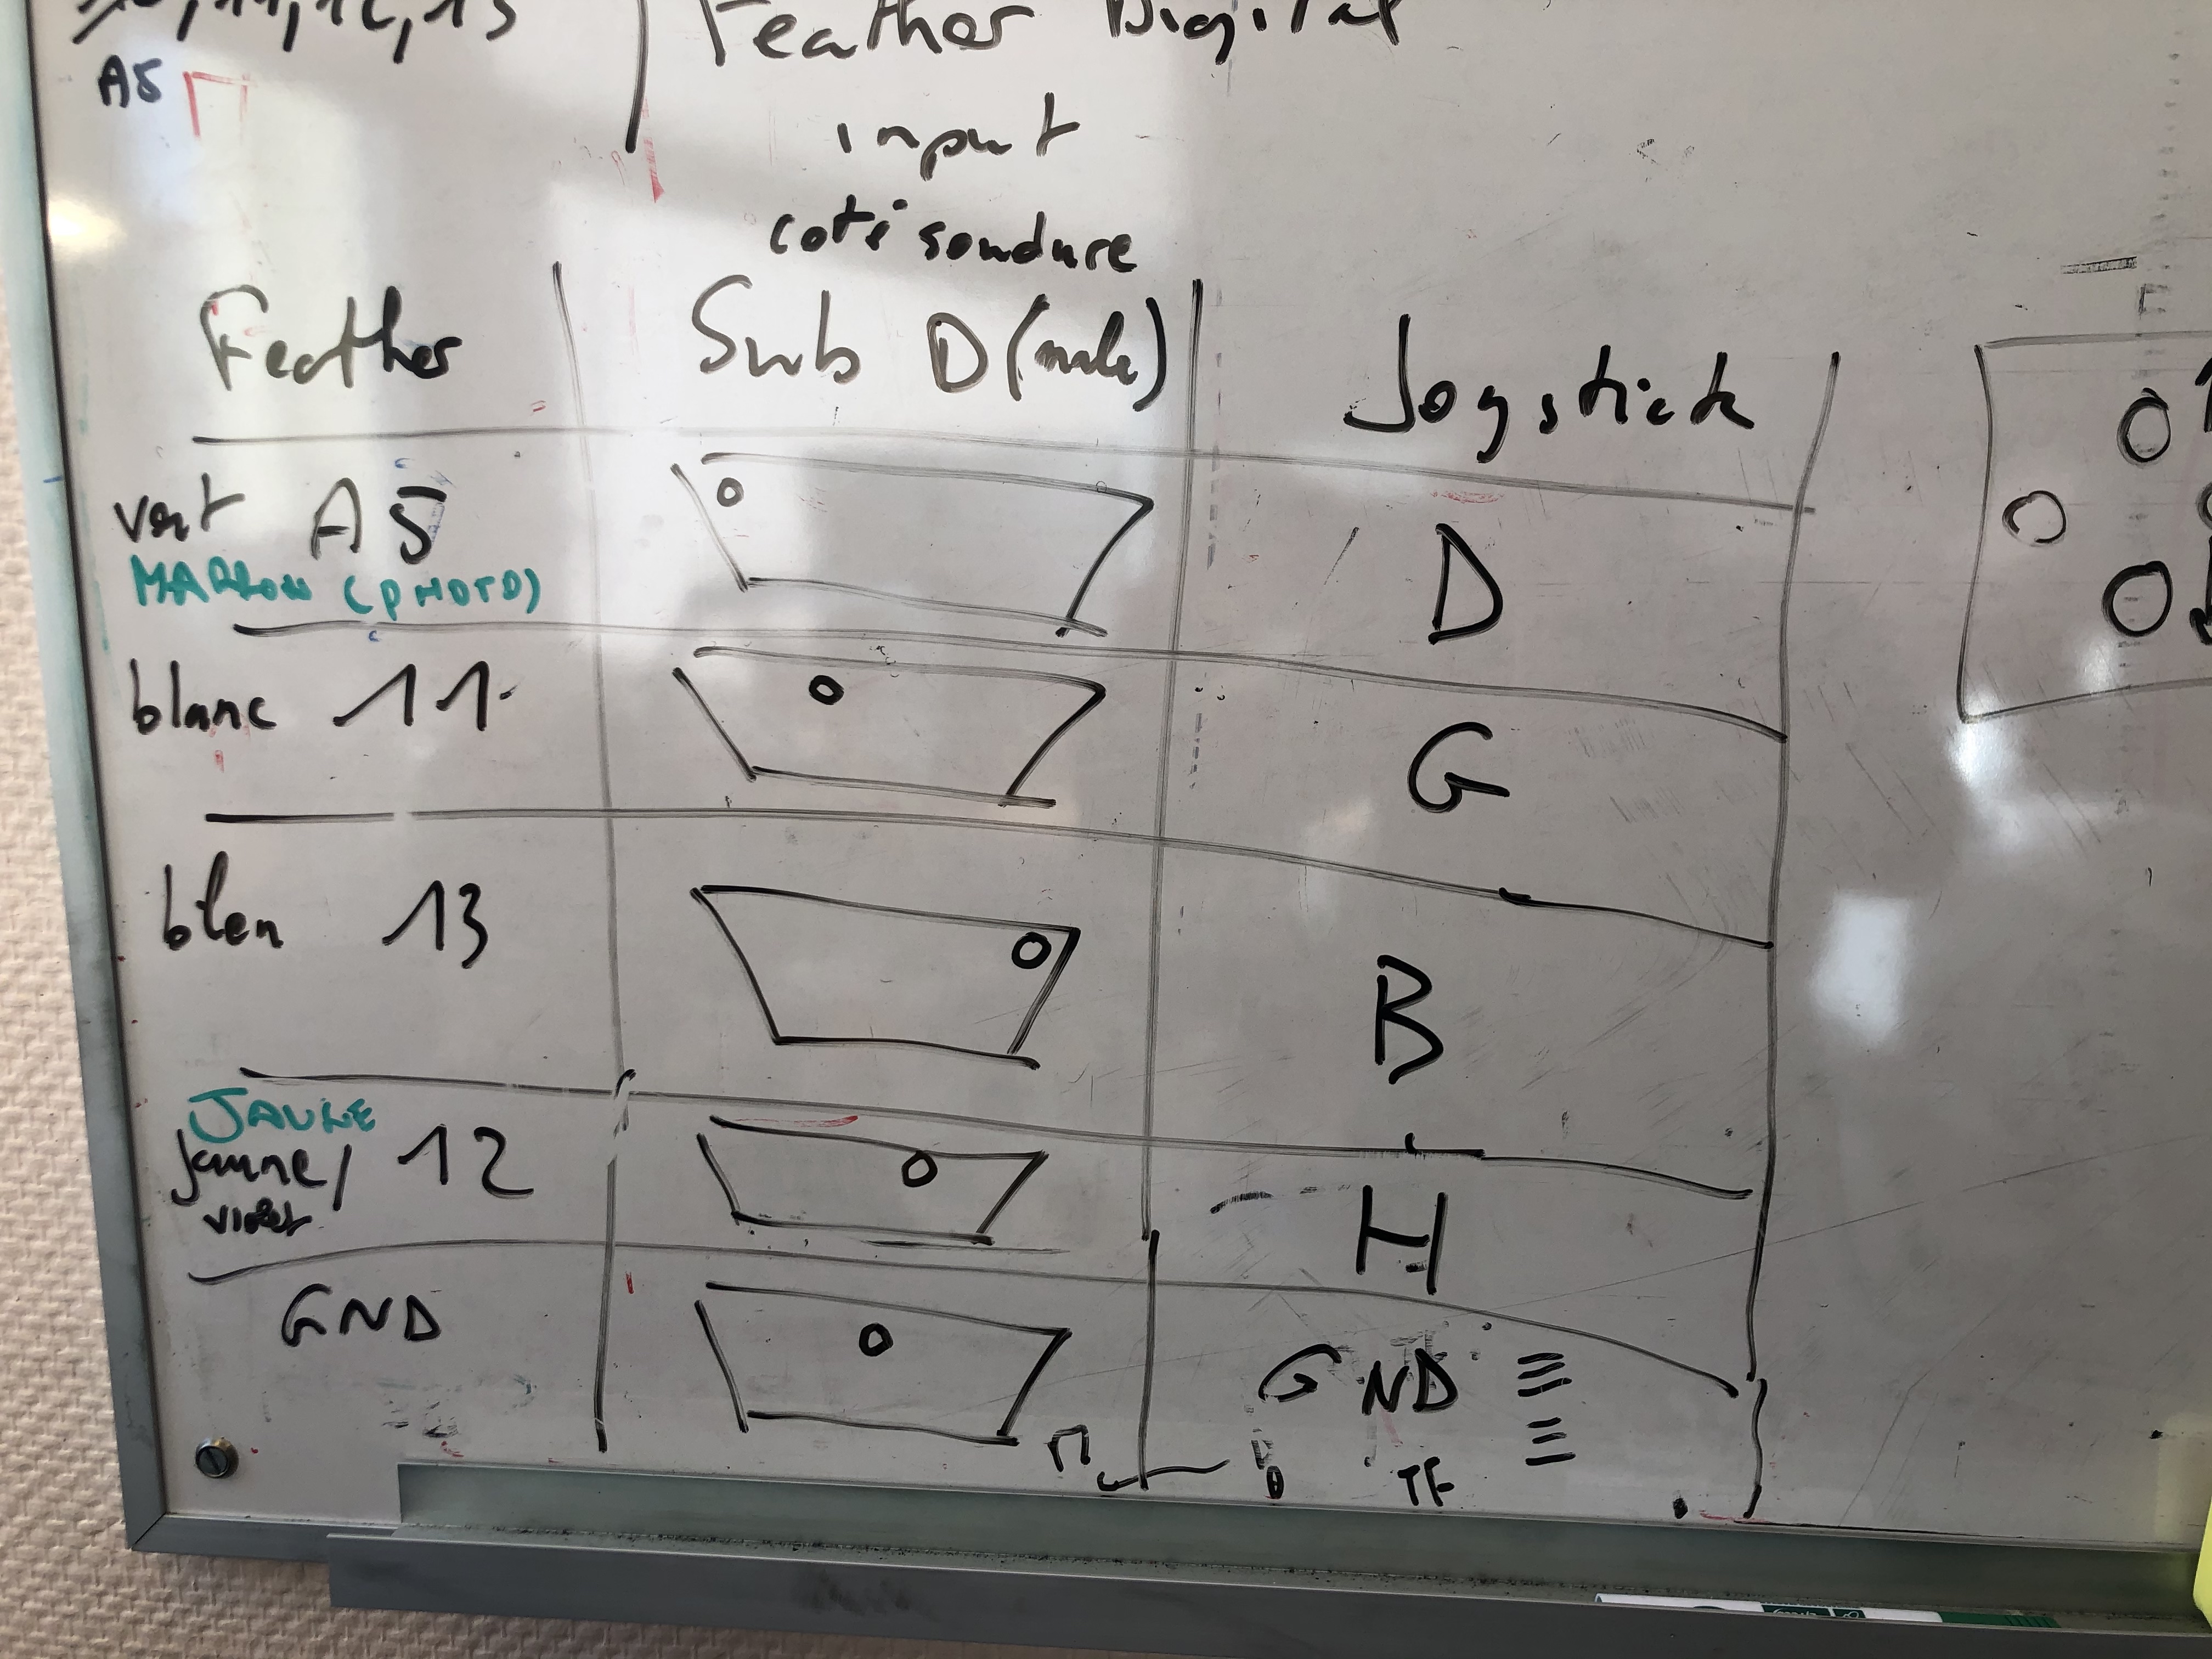 10,11,12,13 Feather Digital
A5
input
coté soudure
Feather Sub D (male) Joystick
vert A5 D
MARRON (PHOTO)
blanc 11 G
bleu 13 B
JAUNE
jaune/ 12 H
violet
GND GND
TF